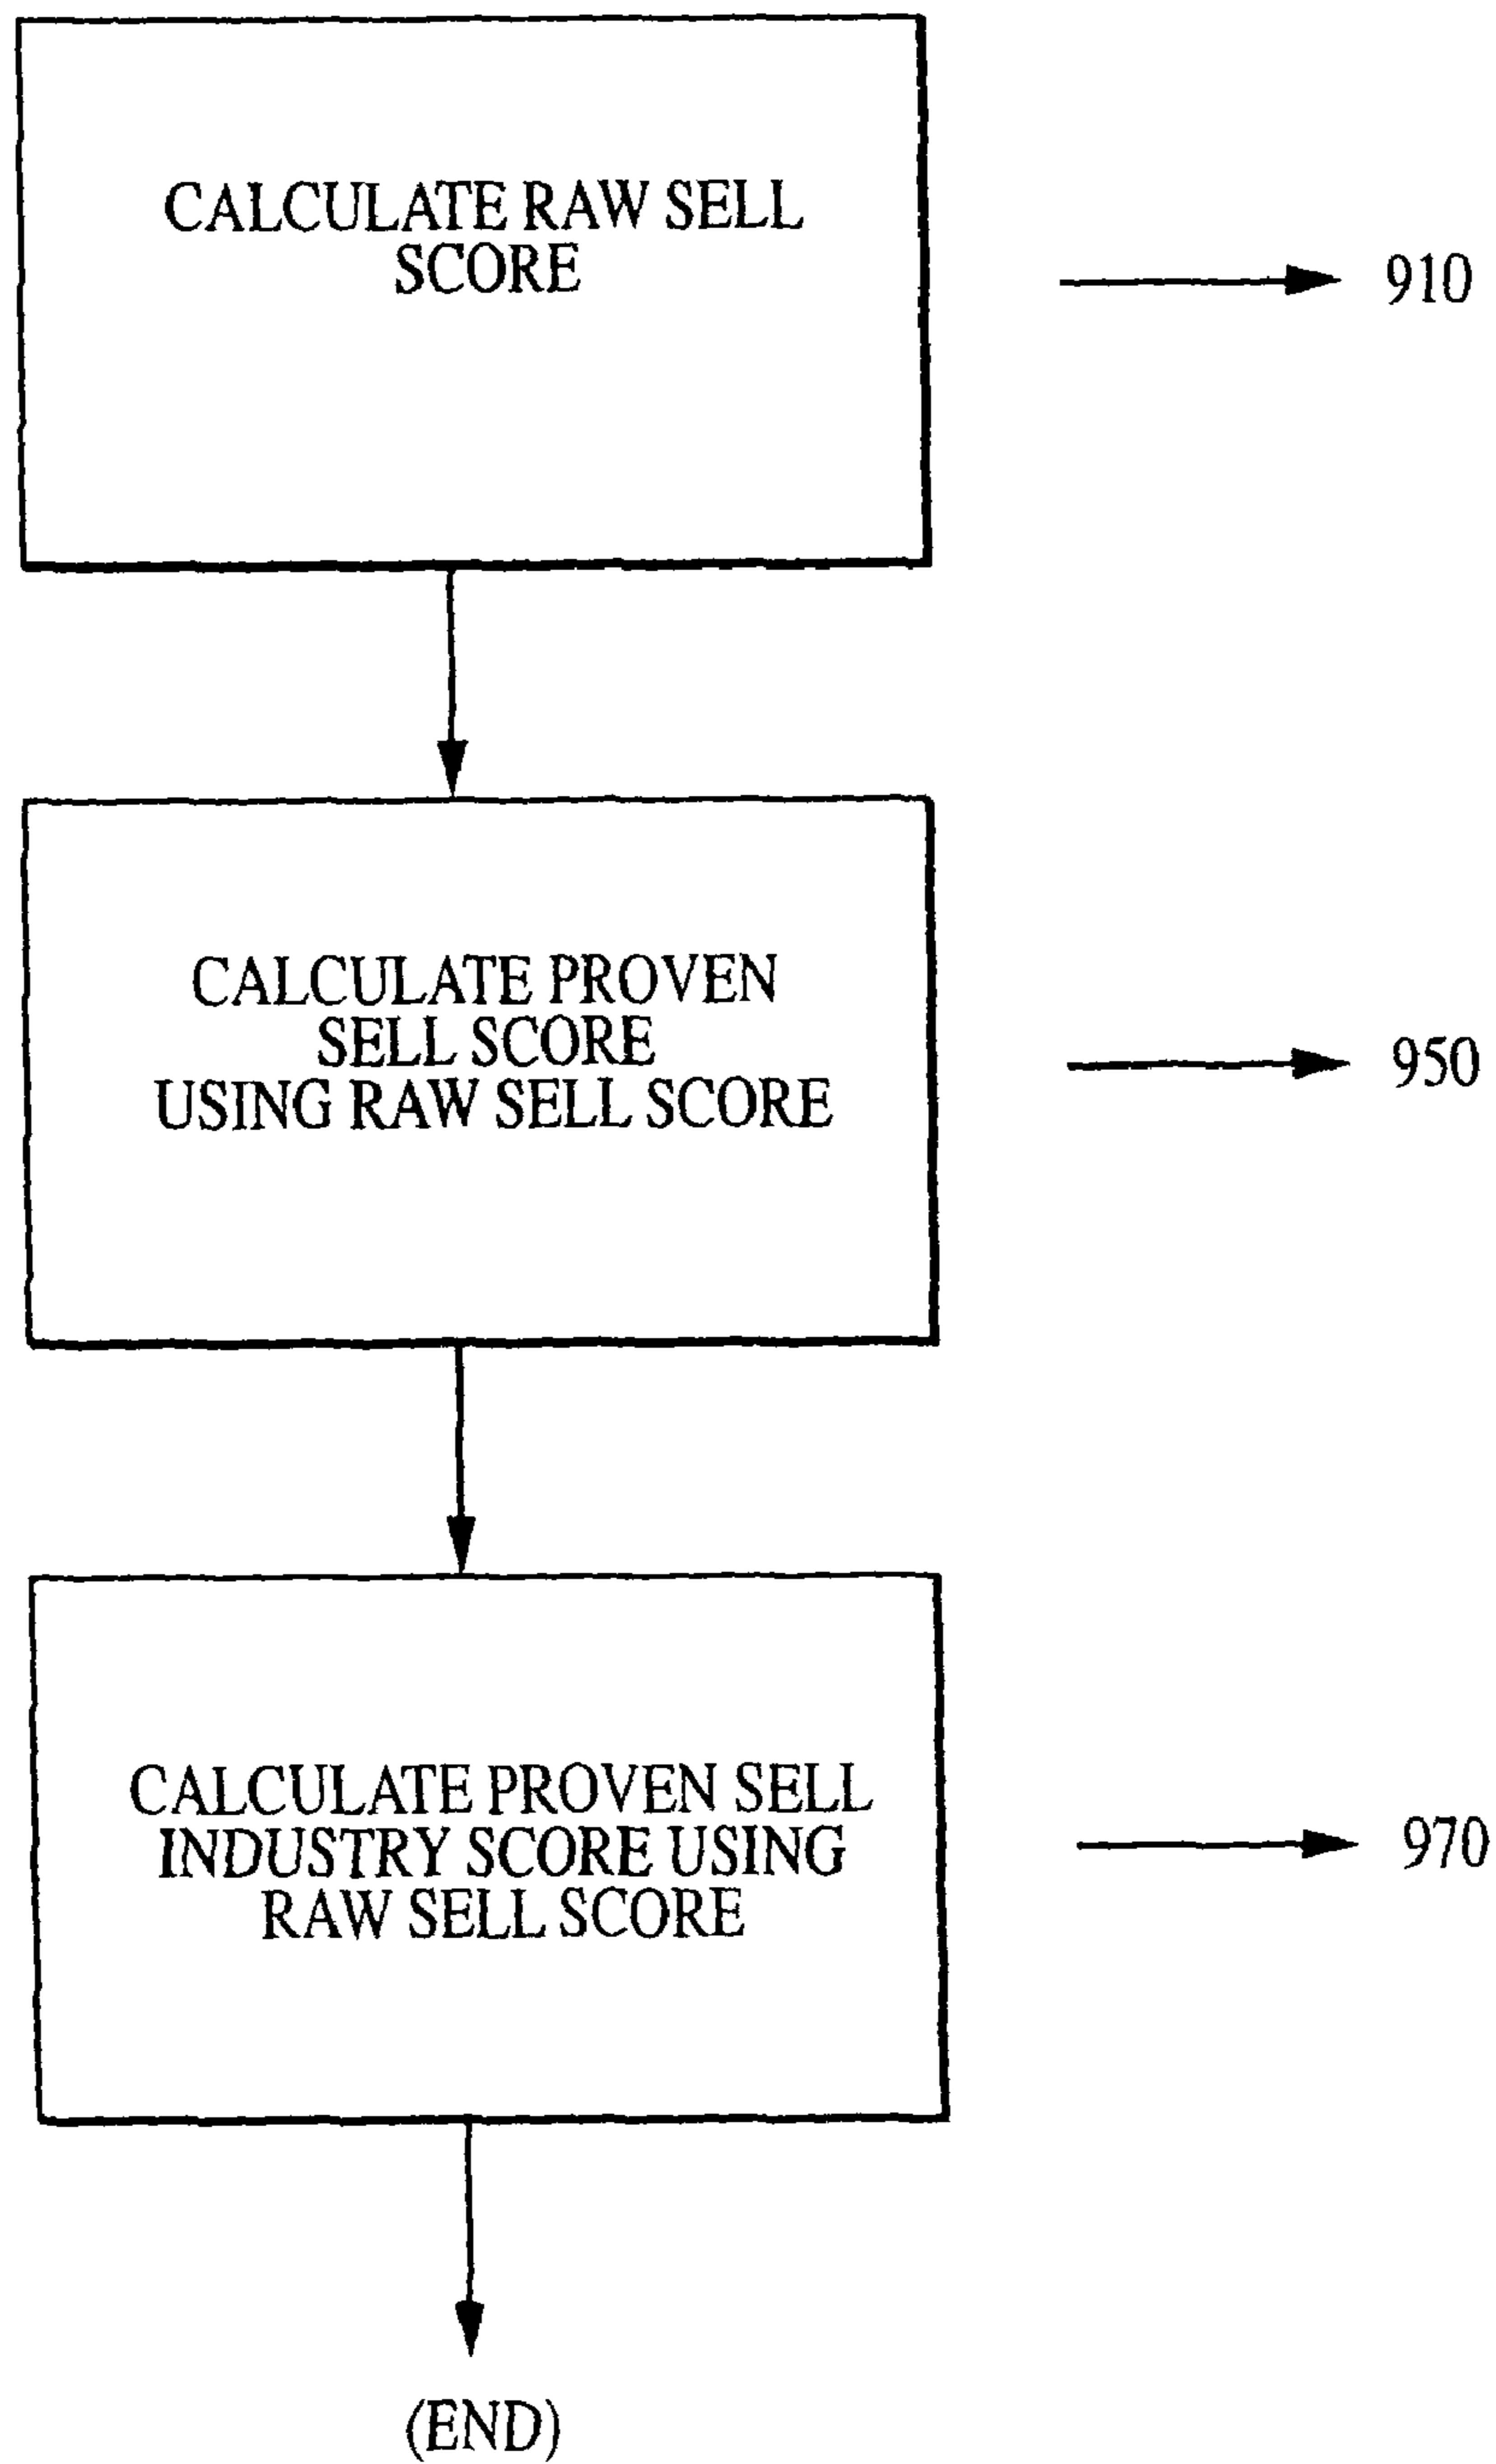 CALCULATE RAW SELL
SCORE
910
CALCULATE PROVEN
SELL SCORE
USING RAW SELL SCORE
950
CALCULATE PROVEN SELL
INDUSTRY SCORE USING
RAW SELL SCORE
970
(END)